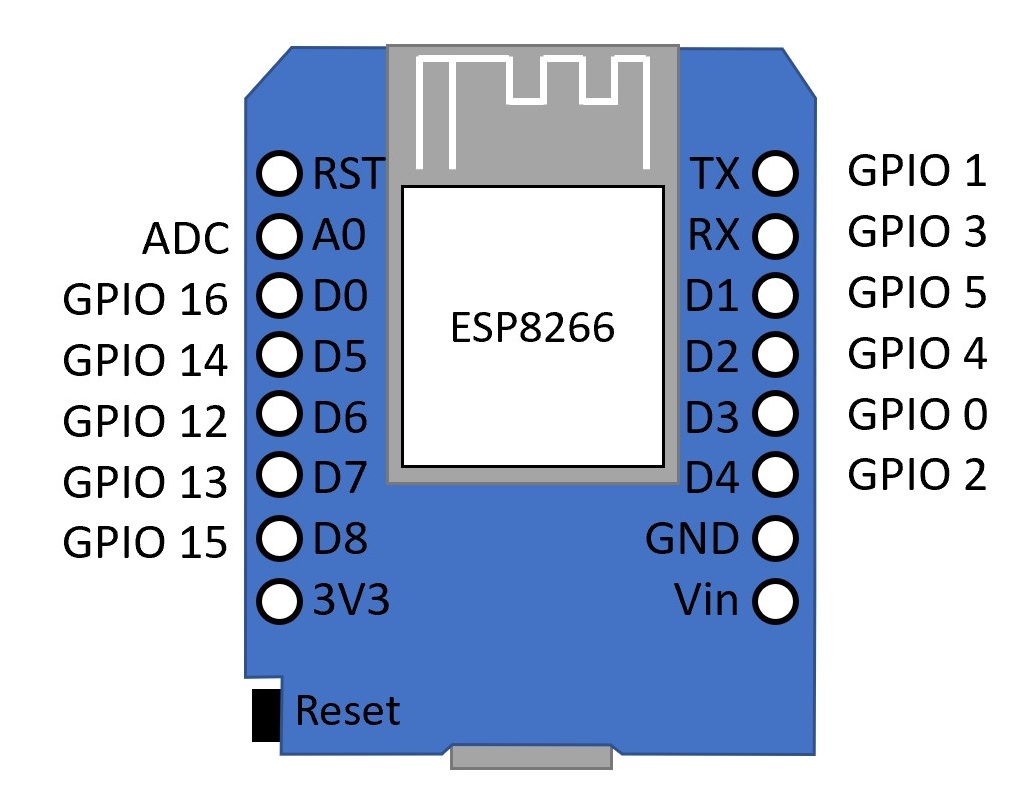 RST TX GPIO 1
ADC A0 RX GPIO 3
GPIO 16 D0 D1 GPIO 5
ESP8266
GPIO 14 D5 D2 GPIO 4
GPIO 12 D6 D3 GPIO 0
GPIO 13 D7 D4 GPIO 2
GPIO 15 D8 GND
3V3 Vin
Reset